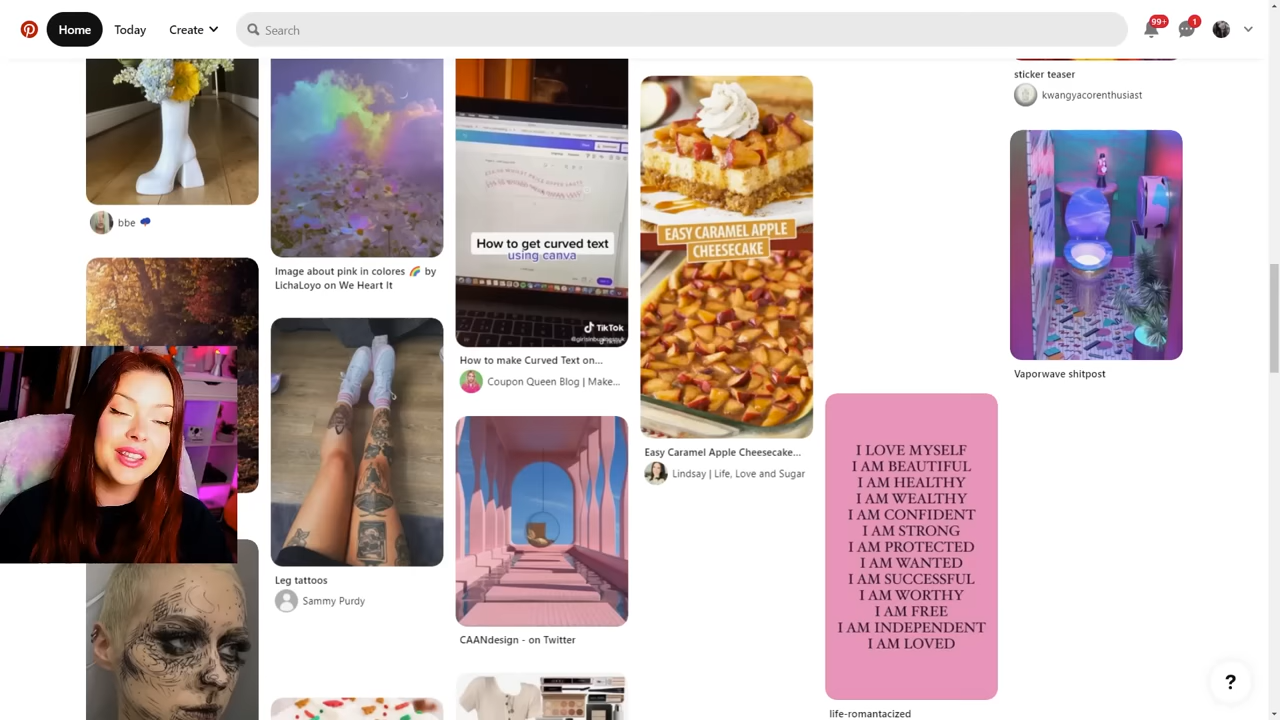 Home
Today
Create
Search
99+
1
bbe
Image about pink in colores 🌈 by
LichaLoyo on We Heart It
Leg tattoos
Sammy Purdy
How to get curved text
using canva
TikTok
How to make Curved Text on...
Coupon Queen Blog | Make...
CAANdesign - on Twitter
EASY CARAMEL APPLE
CHEESECAKE
Easy Caramel Apple Cheesecake...
Lindsay | Life, Love and Sugar
I LOVE MYSELF
I AM BEAUTIFUL
I AM HEALTHY
I AM WEALTHY
I AM CONFIDENT
I AM STRONG
I AM PROTECTED
I AM WANTED
I AM SUCCESSFUL
I AM WORTHY
I AM FREE
I AM INDEPENDENT
I AM LOVED
life-romantacized
sticker teaser
kwangyacorenthusiast
Vaporwave shitpost
?